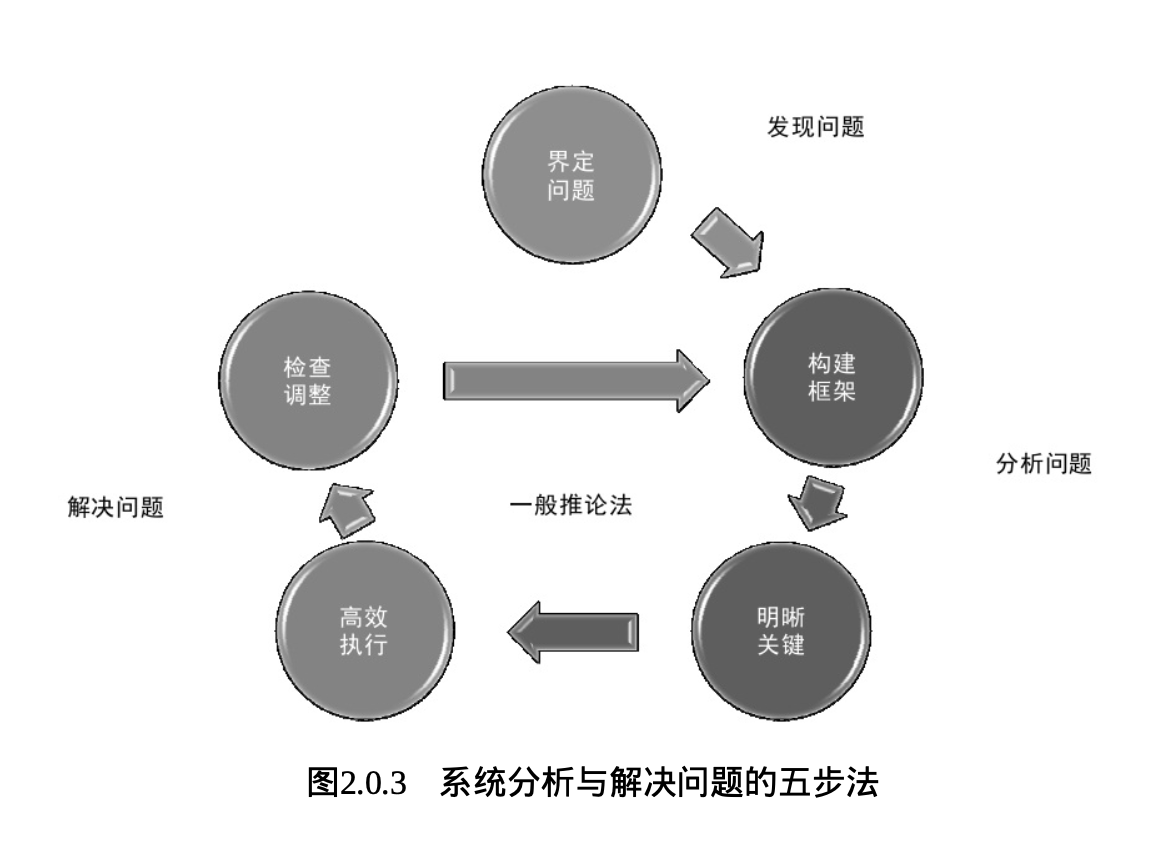 发现问题
界定
问题
检查
调整
构建
框架
分析问题
解决问题
一般推论法
高效
执行
明晰
关键
图2.0.3 系统分析与解决问题的五步法